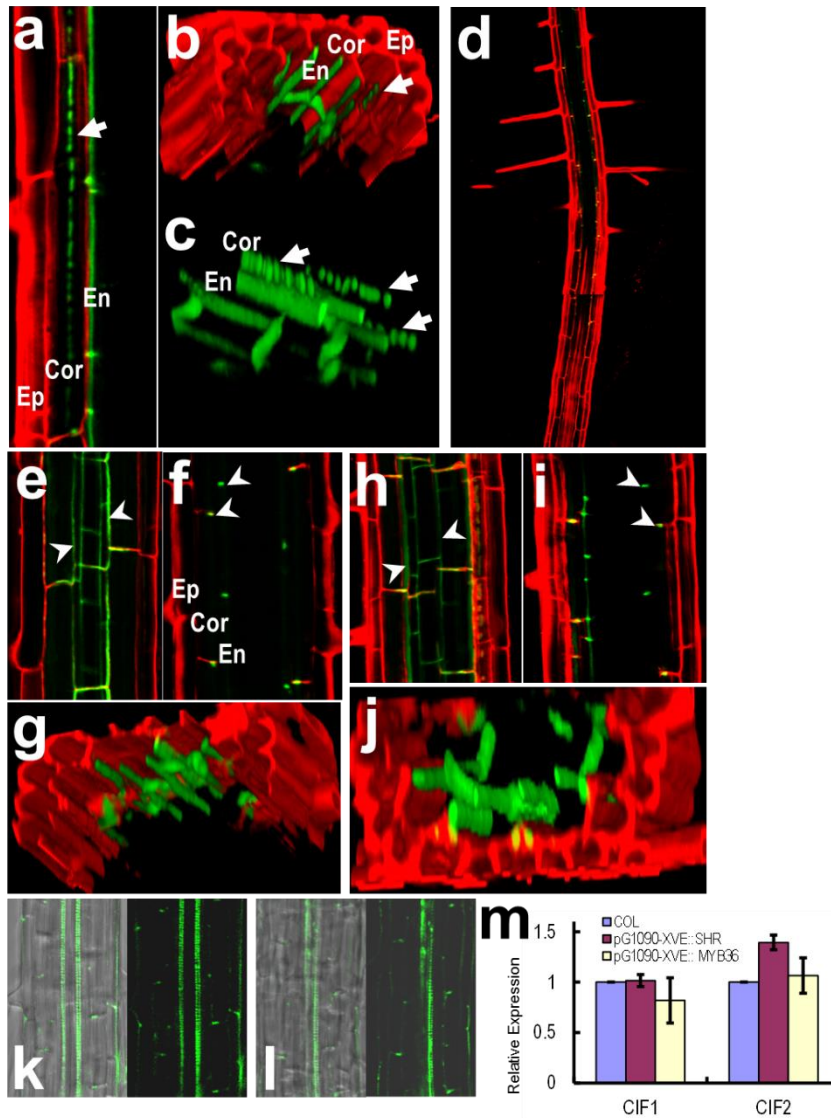 a
En
Cor
Ep
b
Cor
Ep
En
c
Cor
En
d
e
f
Ep
Cor
En
g
h
i
j
k
l
m
COL
pG1090-XVE::SHR
pG1090-XVE:: MYB36
Relative Expression
1.5
1
0.5
0
CIF1
CIF2